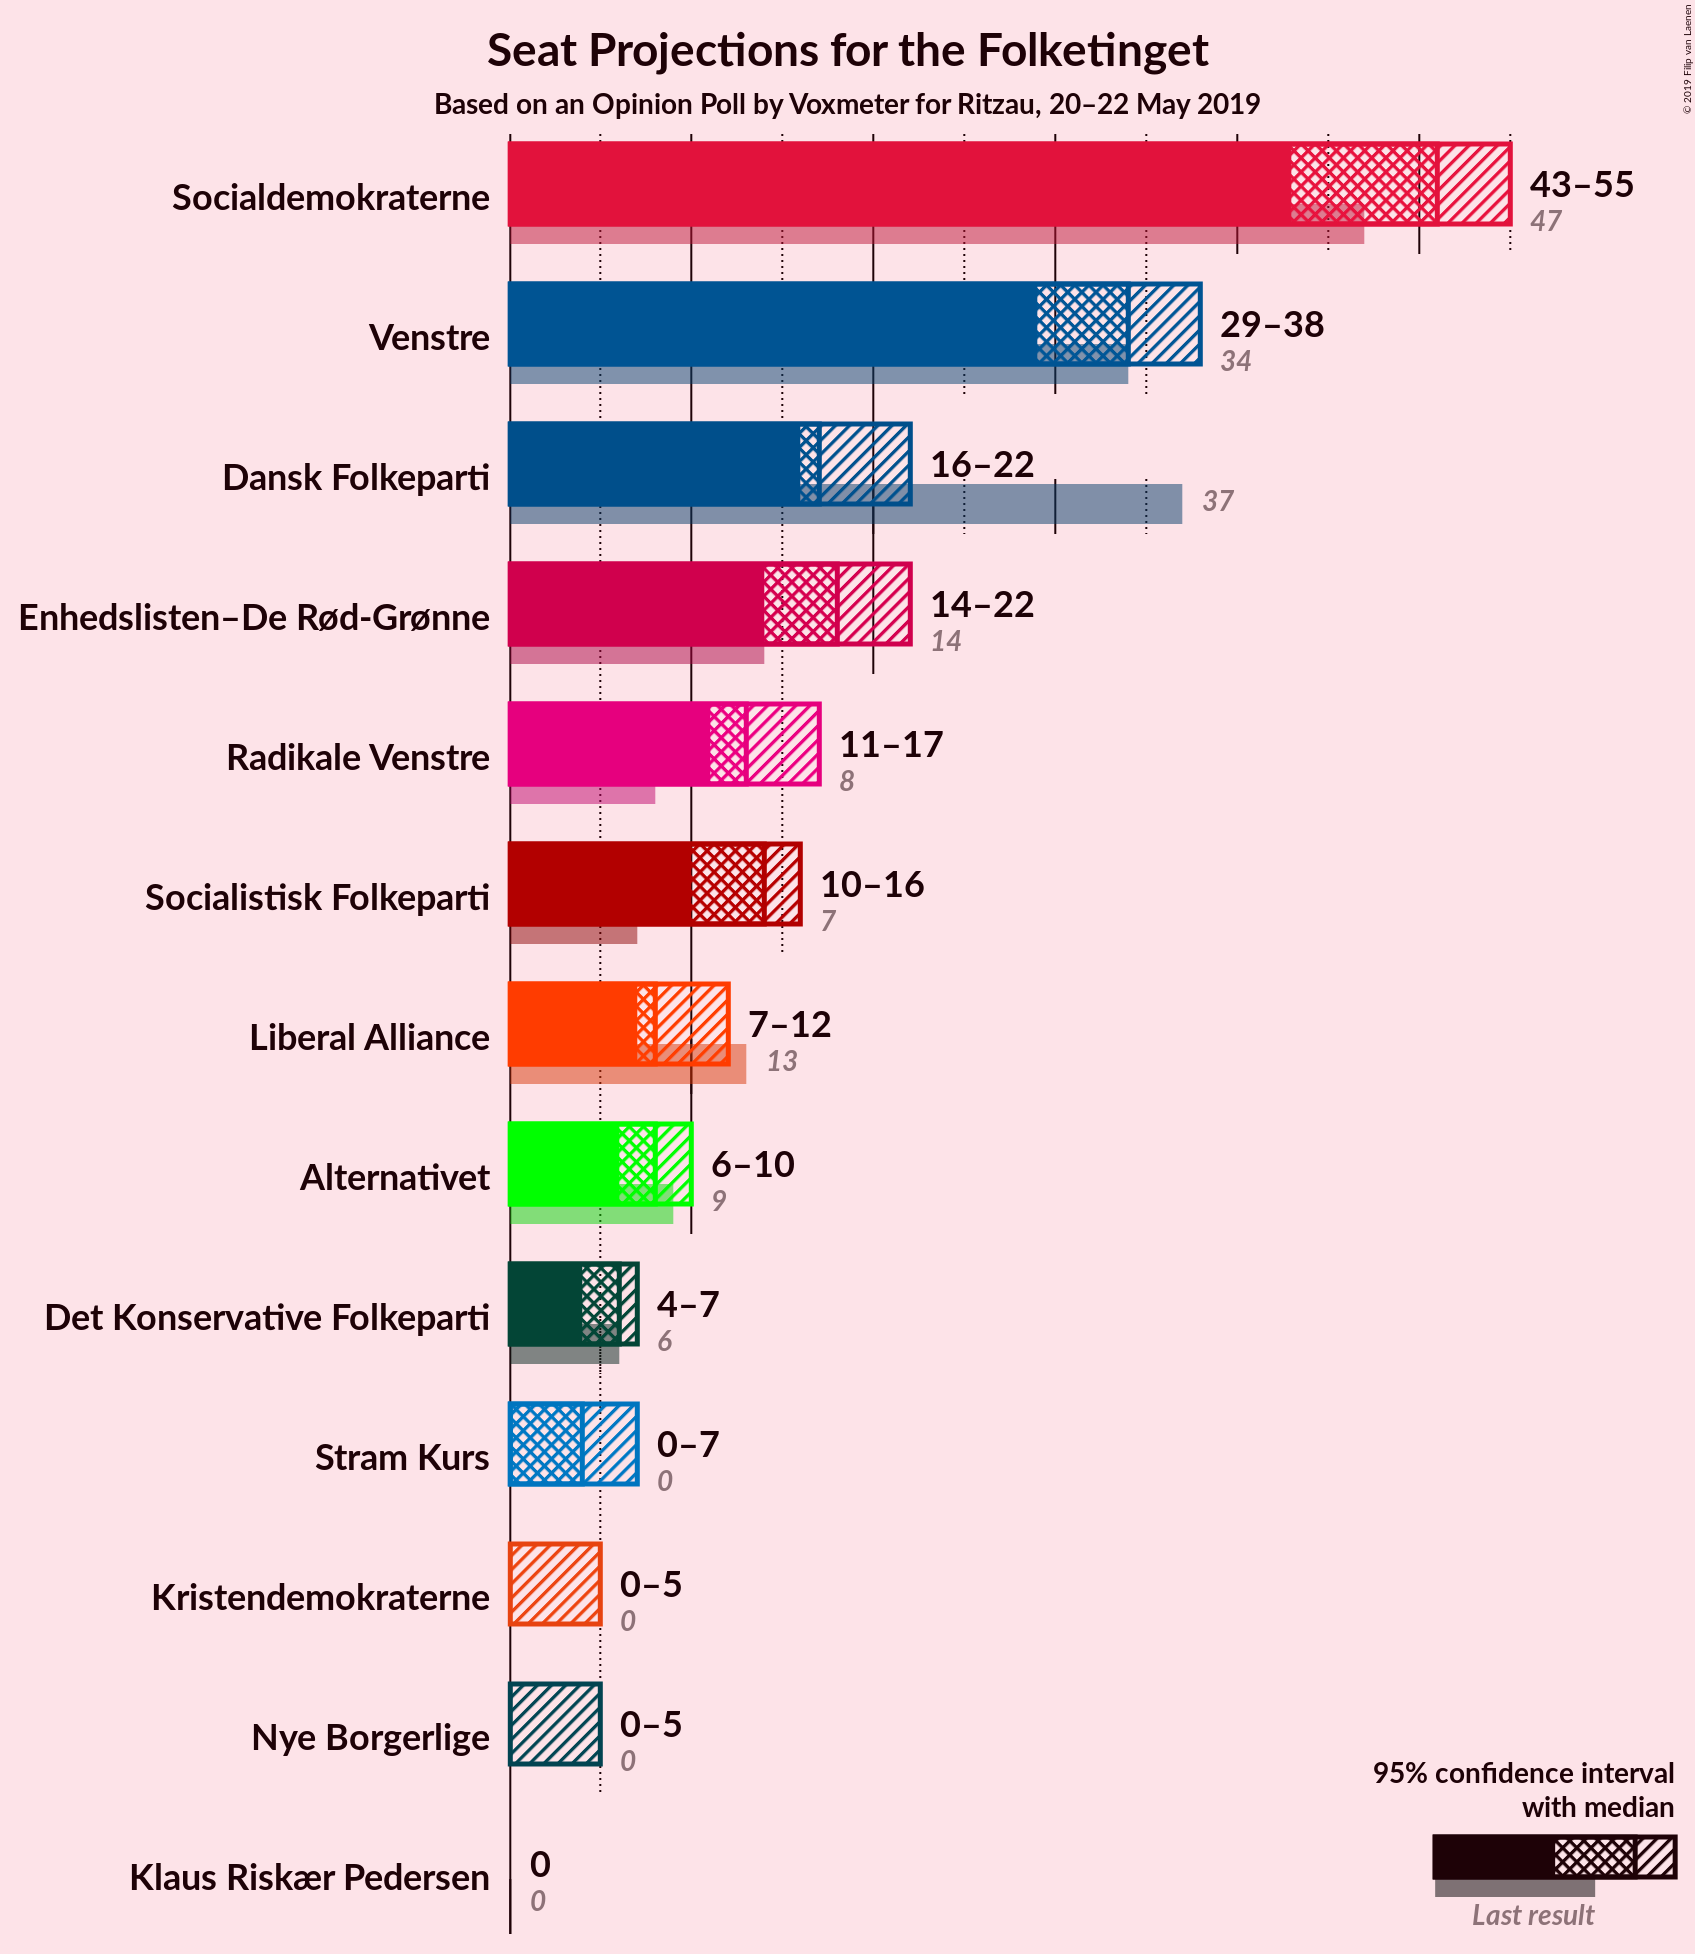 Seat Projections for the Folketinget
Based on an Opinion Poll by Voxmeter for Ritzau, 20–22 May 2019
© 2019 Filip van Laenen
Socialdemokraterne
43–55
47
Venstre
29–38
34
Dansk Folkeparti
16–22
37
Enhedslisten–De Rød-Grønne
14–22
14
Radikale Venstre
11–17
8
Socialistisk Folkeparti
10–16
7
Liberal Alliance
7–12
13
Alternativet
6–10
9
Det Konservative Folkeparti
4–7
6
Stram Kurs
0–7
0
Kristendemokraterne
0–5
0
Nye Borgerlige
0–5
0
Klaus Riskær Pedersen
0
0
95% confidence interval
with median
Last result